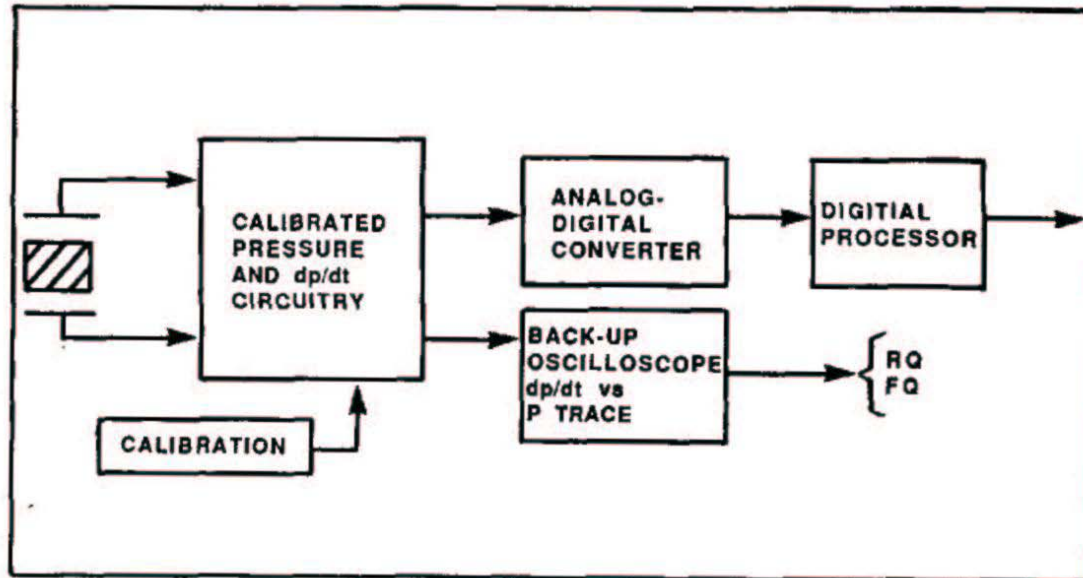 CALIBRATED
PRESSURE
AND dp/dt
CIRCUITRY
ANALOG-
DIGITAL
CONVERTER
DIGITIAL
PROCESSOR
BACK-UP
OSCILLOSCOPE
dp/dt vs
P TRACE
RQ
FQ
CALIBRATION